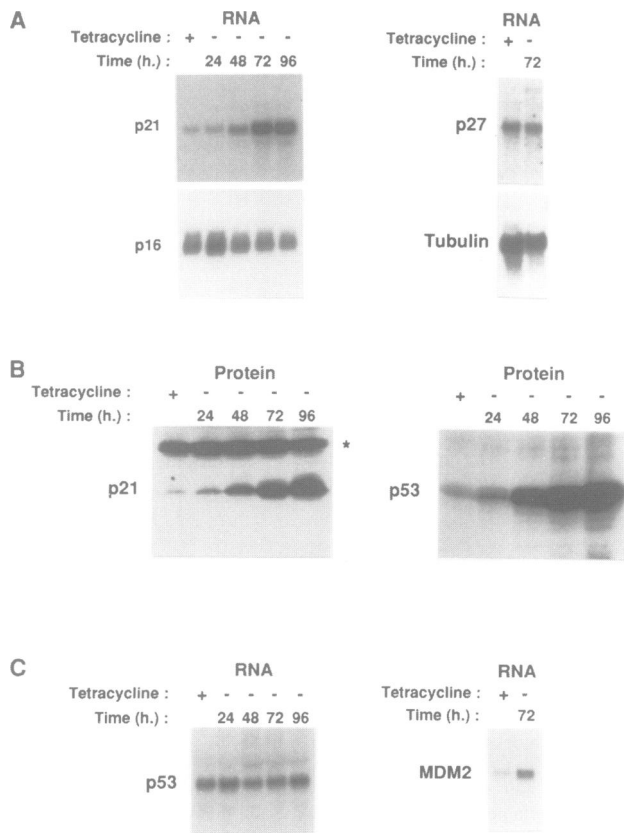 A
RNA
Tetracycline : + - - - -
Time (h.) : 24 48 72 96
p21
p16
RNA
Tetracycline : + -
Time (h.) : 72
p27
Tubulin
B
Protein
Tetracycline : + - - - -
Time (h.) : 24 48 72 96
*
p21
Protein
+ - - - -
24 48 72 96
p53
C
RNA
Tetracycline : + - - - -
Time (h.) : 24 48 72 96
p53
RNA
Tetracycline : + -
Time (h.) : 72
MDM2